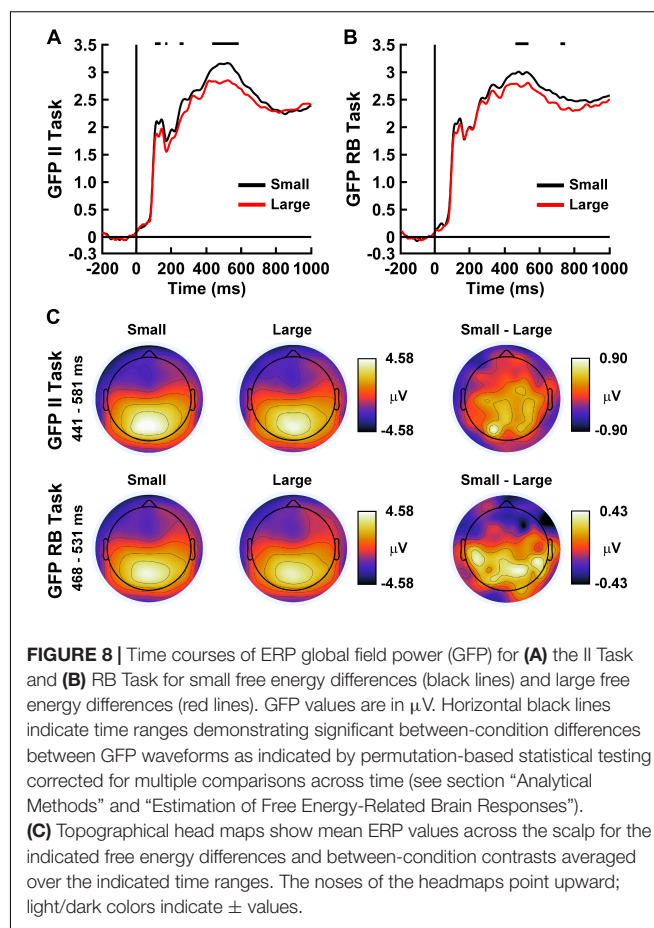 A
B
3.5
3
2.5
2
1.5
1
0.5
0
-0.3
GFP II Task
Small
Large
-200 0 200 400 600 800 1000
Time (ms)
3.5
3
2.5
2
1.5
1
0.5
0
-0.3
GFP RB Task
Small
Large
-200 0 200 400 600 800 1000
Time (ms)
C
Small Large Small - Large
GFP II Task
441 - 581 ms
4.58
μV
-4.58
0.90
μV
-0.90
Small Large Small - Large
GFP RB Task
468 - 531 ms
4.58
μV
-4.58
0.43
μV
-0.43
FIGURE 8 | Time courses of ERP global field power (GFP) for (A) the II Task
and (B) RB Task for small free energy differences (black lines) and large free
energy differences (red lines). GFP values are in μV. Horizontal black lines
indicate time ranges demonstrating significant between-condition differences
between GFP waveforms as indicated by permutation-based statistical testing
corrected for multiple comparisons across time (see section “Analytical
Methods” and “Estimation of Free Energy-Related Brain Responses”).
(C) Topographical head maps show mean ERP values across the scalp for the
indicated free energy differences and between-condition contrasts averaged
over the indicated time ranges. The noses of the headmaps point upward;
light/dark colors indicate ± values.